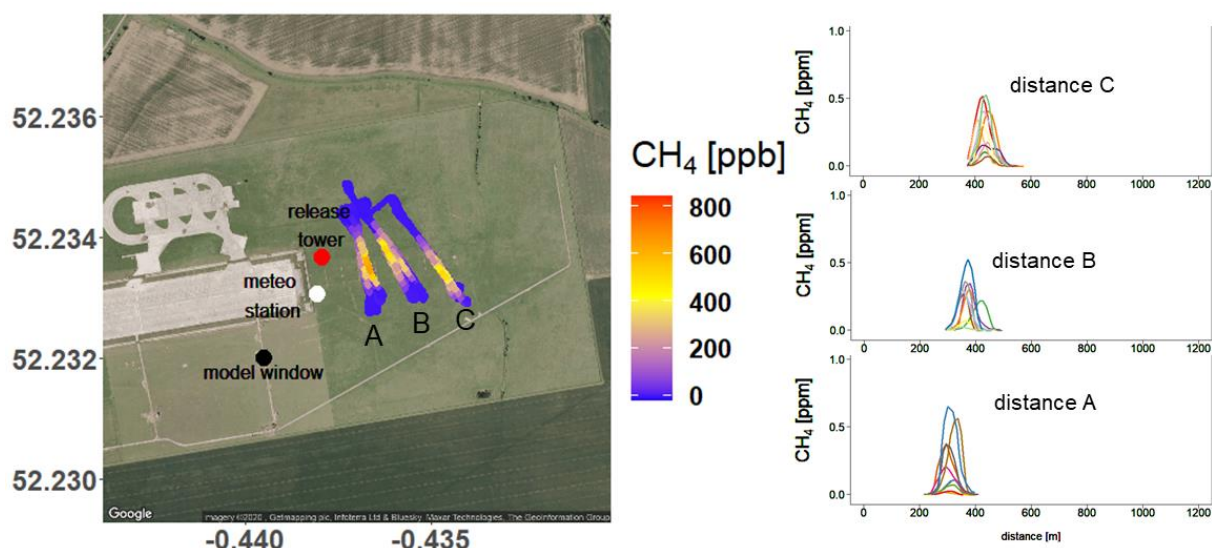 52.236
52.234
52.232
52.230
-0.440
-0.435
release
tower
meteo
station
model window
A
B
C
Google
Imagery ©2020 , Getmapping plc, Infoterra Ltd & Bluesky, Maxar Technologies, The GeoInformation Group
CH₄ [ppb]
800
600
400
200
0
CH₄ [ppm]
1.0
0.5
0.0
distance C
0
200
400
600
800
1000
1200
CH₄ [ppm]
1.0
0.5
0.0
distance B
0
200
400
600
800
1000
1200
CH₄ [ppm]
1.0
0.5
0.0
distance A
0
200
400
600
800
1000
1200
distance [m]